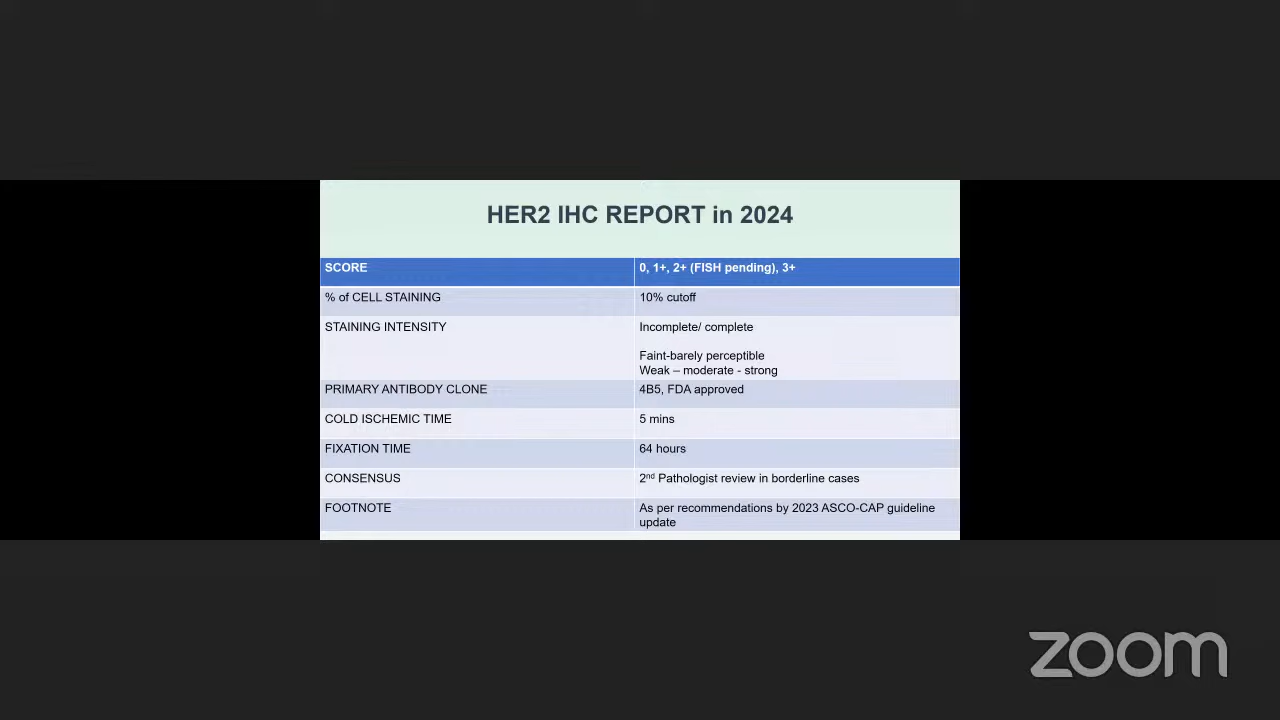 HER2 IHC REPORT in 2024
SCORE
0, 1+, 2+ (FISH pending), 3+
% of CELL STAINING
10% cutoff
STAINING INTENSITY
Incomplete/ complete
Faint-barely perceptible
Weak – moderate - strong
PRIMARY ANTIBODY CLONE
4B5, FDA approved
COLD ISCHEMIC TIME
5 mins
FIXATION TIME
64 hours
CONSENSUS
2nd Pathologist review in borderline cases
FOOTNOTE
As per recommendations by 2023 ASCO-CAP guideline
update
zoom